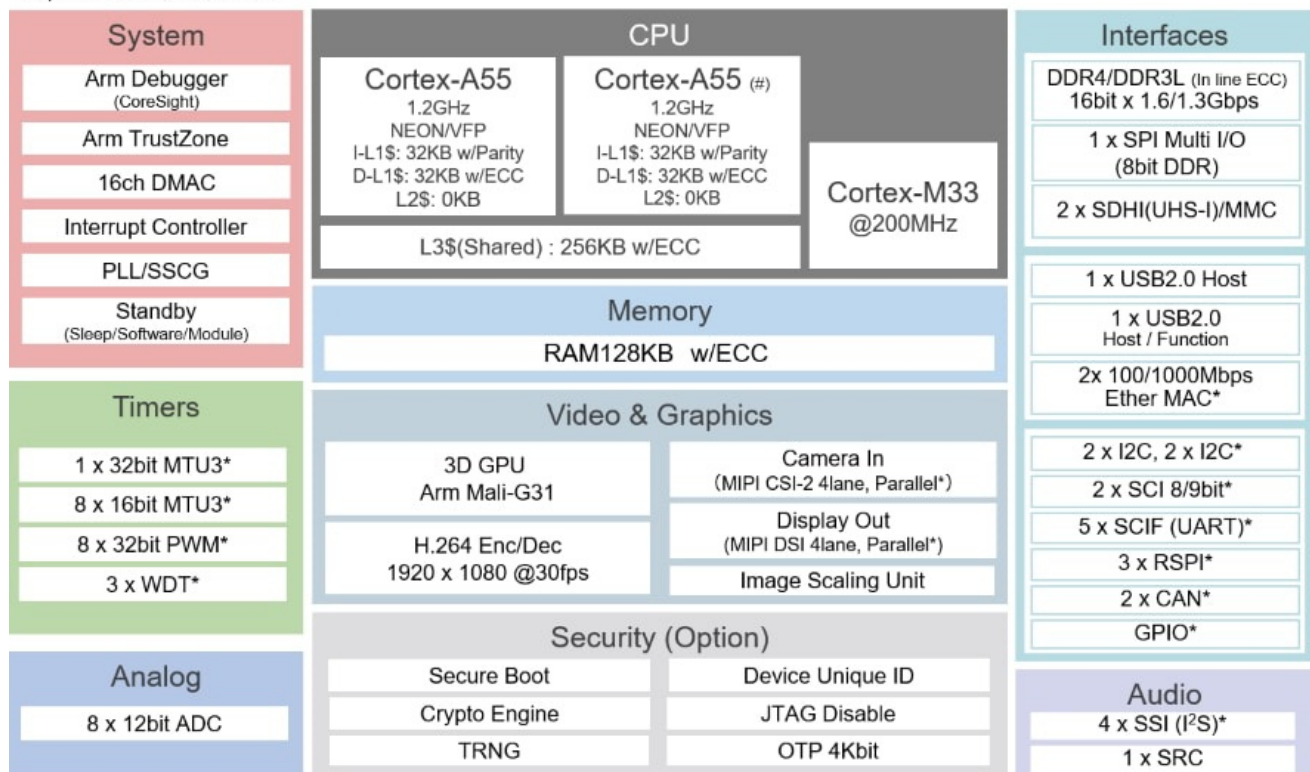 System
Arm Debugger
(CoreSight)
Arm TrustZone
16ch DMAC
Interrupt Controller
PLL/SSCG
Standby
(Sleep/Software/Module)
Timers
1 x 32bit MTU3*
8 x 16bit MTU3*
8 x 32bit PWM*
3 x WDT*
Analog
8 x 12bit ADC
CPU
Cortex-A55
1.2GHz
NEON/VFP
I-L1$: 32KB w/Parity
D-L1$: 32KB w/ECC
L2$: 0KB
Cortex-A55 (#)
1.2GHz
NEON/VFP
I-L1$: 32KB w/Parity
D-L1$: 32KB w/ECC
L2$: 0KB
L3$(Shared) : 256KB w/ECC
Cortex-M33
@200MHz
Memory
RAM128KB w/ECC
Video & Graphics
3D GPU
Arm Mali-G31
H.264 Enc/Dec
1920 x 1080 @30fps
Camera In
(MIPI CSI-2 4lane, Parallel*)
Display Out
(MIPI DSI 4lane, Parallel*)
Image Scaling Unit
Security (Option)
Secure Boot
Crypto Engine
TRNG
Device Unique ID
JTAG Disable
OTP 4Kbit
Interfaces
DDR4/DDR3L (In line ECC)
16bit x 1.6/1.3Gbps
1 x SPI Multi I/O
(8bit DDR)
2 x SDHI(UHS-I)/MMC
1 x USB2.0 Host
1 x USB2.0
Host / Function
2x 100/1000Mbps
Ether MAC*
2 x I2C, 2 x I2C*
2 x SCI 8/9bit*
5 x SCIF (UART)*
3 x RSPI*
2 x CAN*
GPIO*
Audio
4 x SSI (I²S)*
1 x SRC